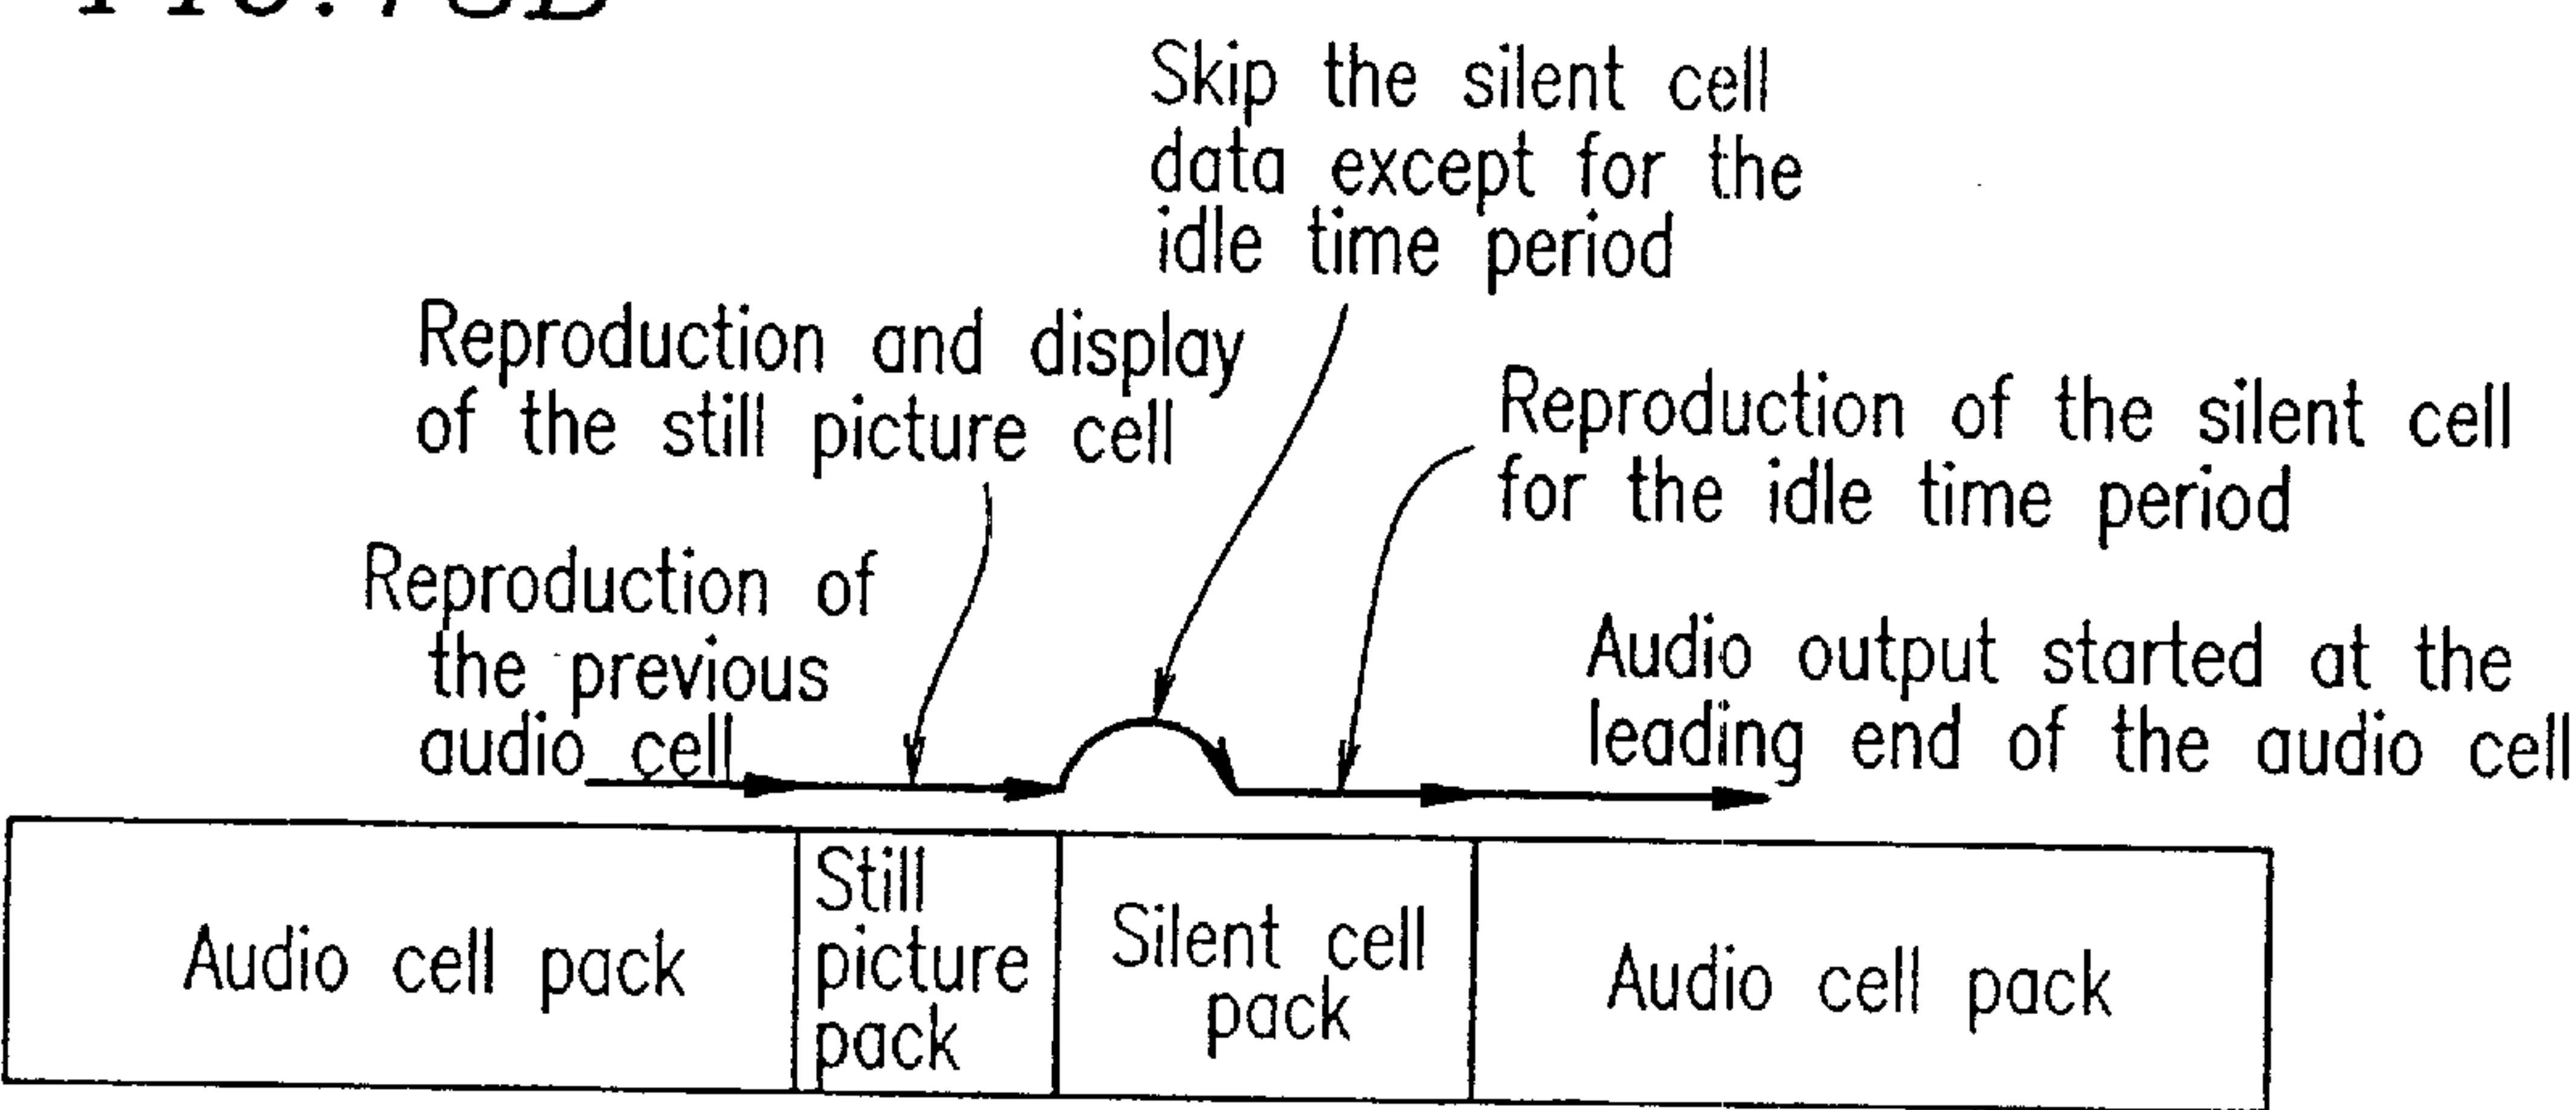 Skip the silent cell
data except for the
idle time period
Reproduction and display
of the still picture cell
Reproduction of the silent cell
for the idle time period
Reproduction of
the previous
audio cell
Audio output started at the
leading end of the audio cell
Audio cell pack
Still
picture
pack
Silent cell
pack
Audio cell pack